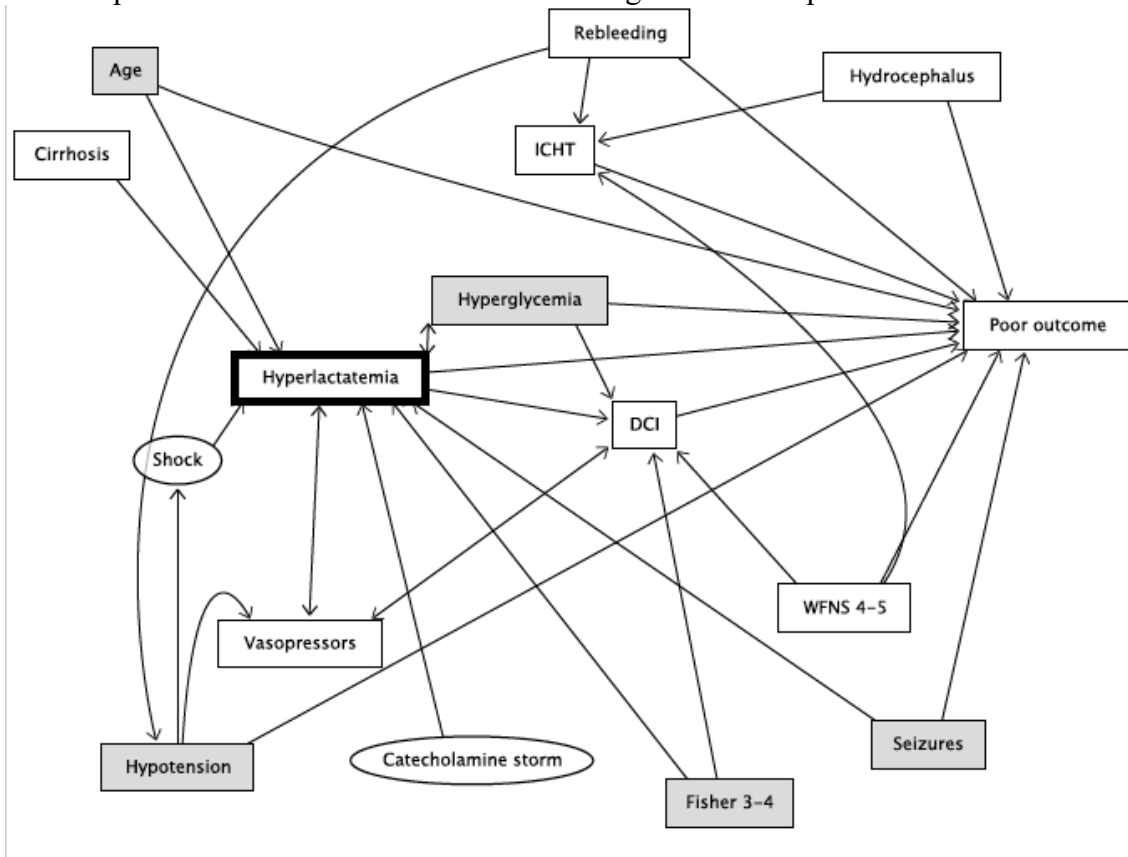 Rebleeding
Age
Hydrocephalus
ICHT
Cirrhosis
Hyperglycemia
Poor outcome
Hyperlactatemia
DCI
Shock
WFNS 4-5
Vasopressors
Seizures
Catecholamine storm
Hypotension
Fisher 3-4